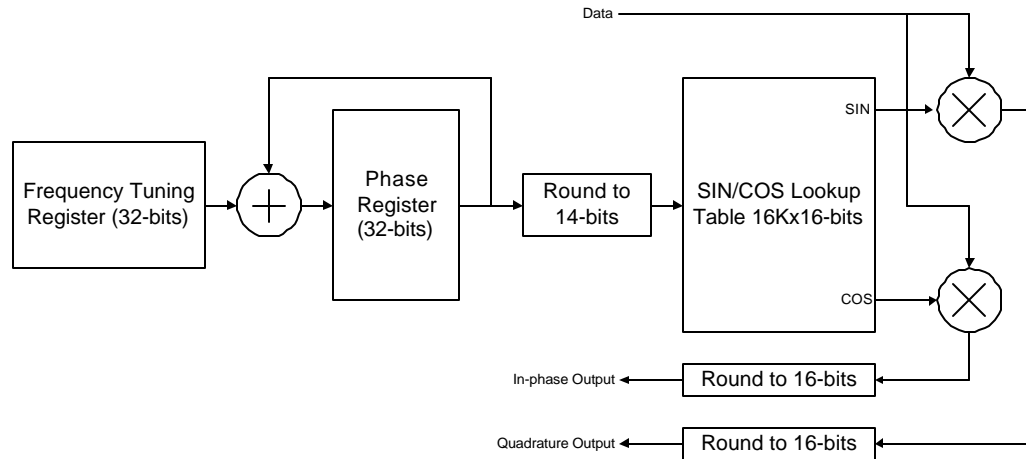 Data
SIN
Frequency Tuning
Register (32-bits)
Phase
Register
(32-bits)
Round to
14-bits
SIN/COS Lookup
Table 16Kx16-bits
COS
In-phase Output
Round to 16-bits
Quadrature Output
Round to 16-bits